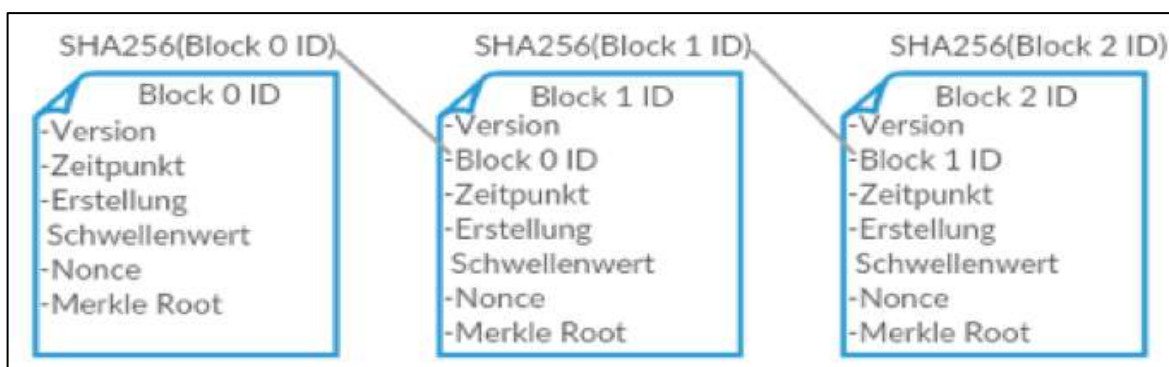 SHA256(Block 0 ID)
Block 0 ID
-Version
-Zeitpunkt
-Erstellung
Schwellenwert
-Nonce
-Merkle Root
SHA256(Block 1 ID)
Block 1 ID
-Version
-Block 0 ID
-Zeitpunkt
-Erstellung
Schwellenwert
-Nonce
-Merkle Root
SHA256(Block 2 ID)
Block 2 ID
-Version
-Block 1 ID
-Zeitpunkt
-Erstellung
Schwellenwert
-Nonce
-Merkle Root